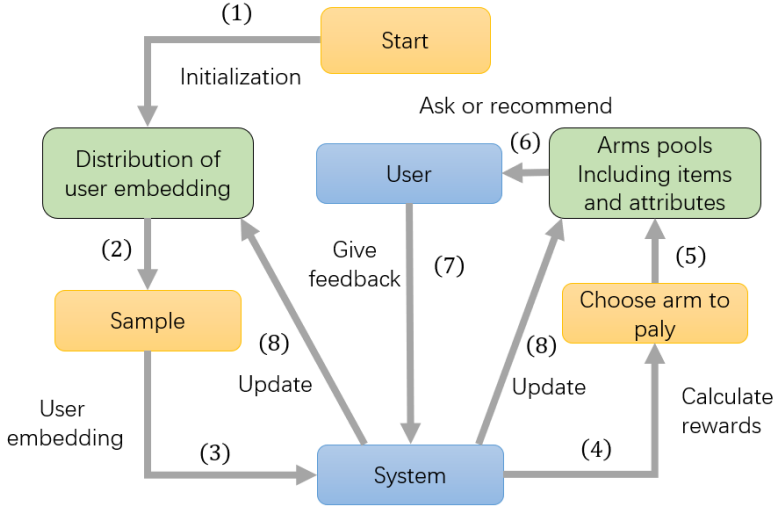 (1)
Start
Initialization
Ask or recommend
Distribution of
user embedding
User
(6)
Arms pools
Including items
and attributes
(2)
Give
feedback
(7)
(5)
Sample
(8)
Update
(8)
Update
Choose arm to
paly
User
embedding
(3)
System
(4)
Calculate
rewards